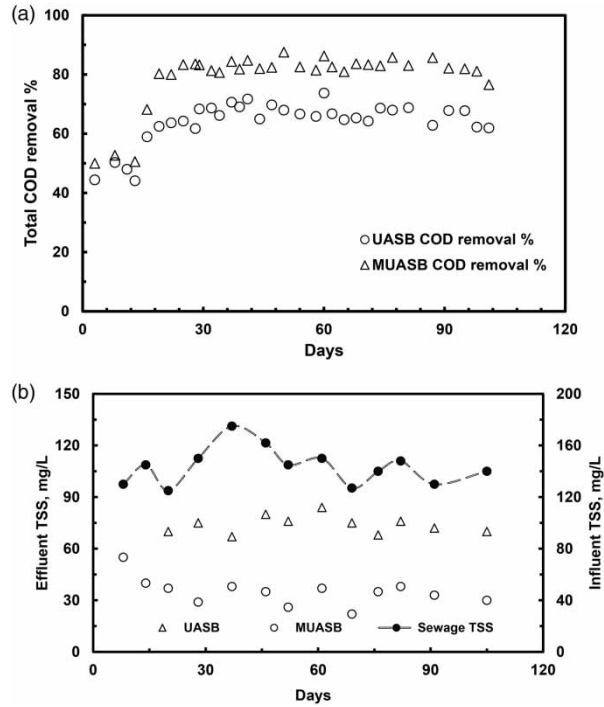 (a)
100
80
60
40
20
0
Total COD removal %
UASB COD removal %
MUASB COD removal %
0 30 60 90 120
Days
(b)
150
120
90
60
30
0
Effluent TSS, mg/L
200
160
120
80
40
0
Influent TSS, mg/L
UASB MUASB Sewage TSS
0 30 60 90 120
Days